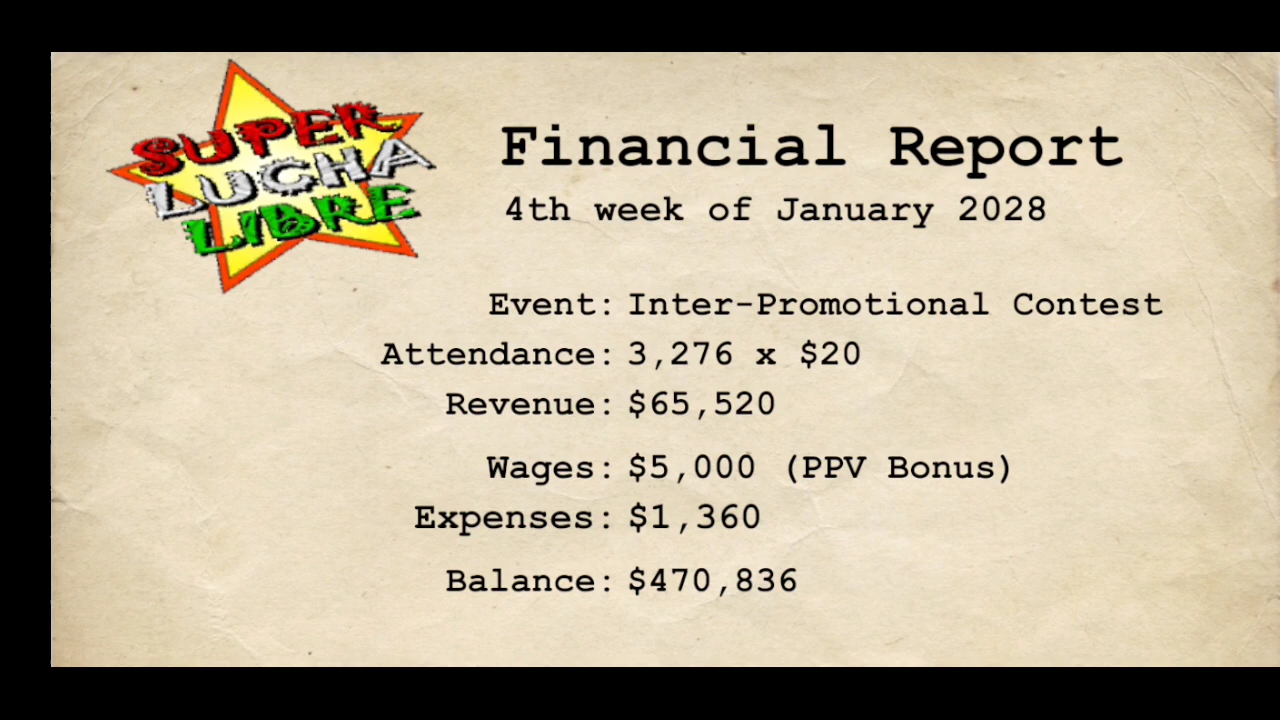 SUPER
LUCHA
LIBRE
Financial Report
4th week of January 2028
Event: Inter-Promotional Contest
Attendance: 3,276 x $20
Revenue: $65,520
Wages: $5,000 (PPV Bonus)
Expenses: $1,360
Balance: $470,836